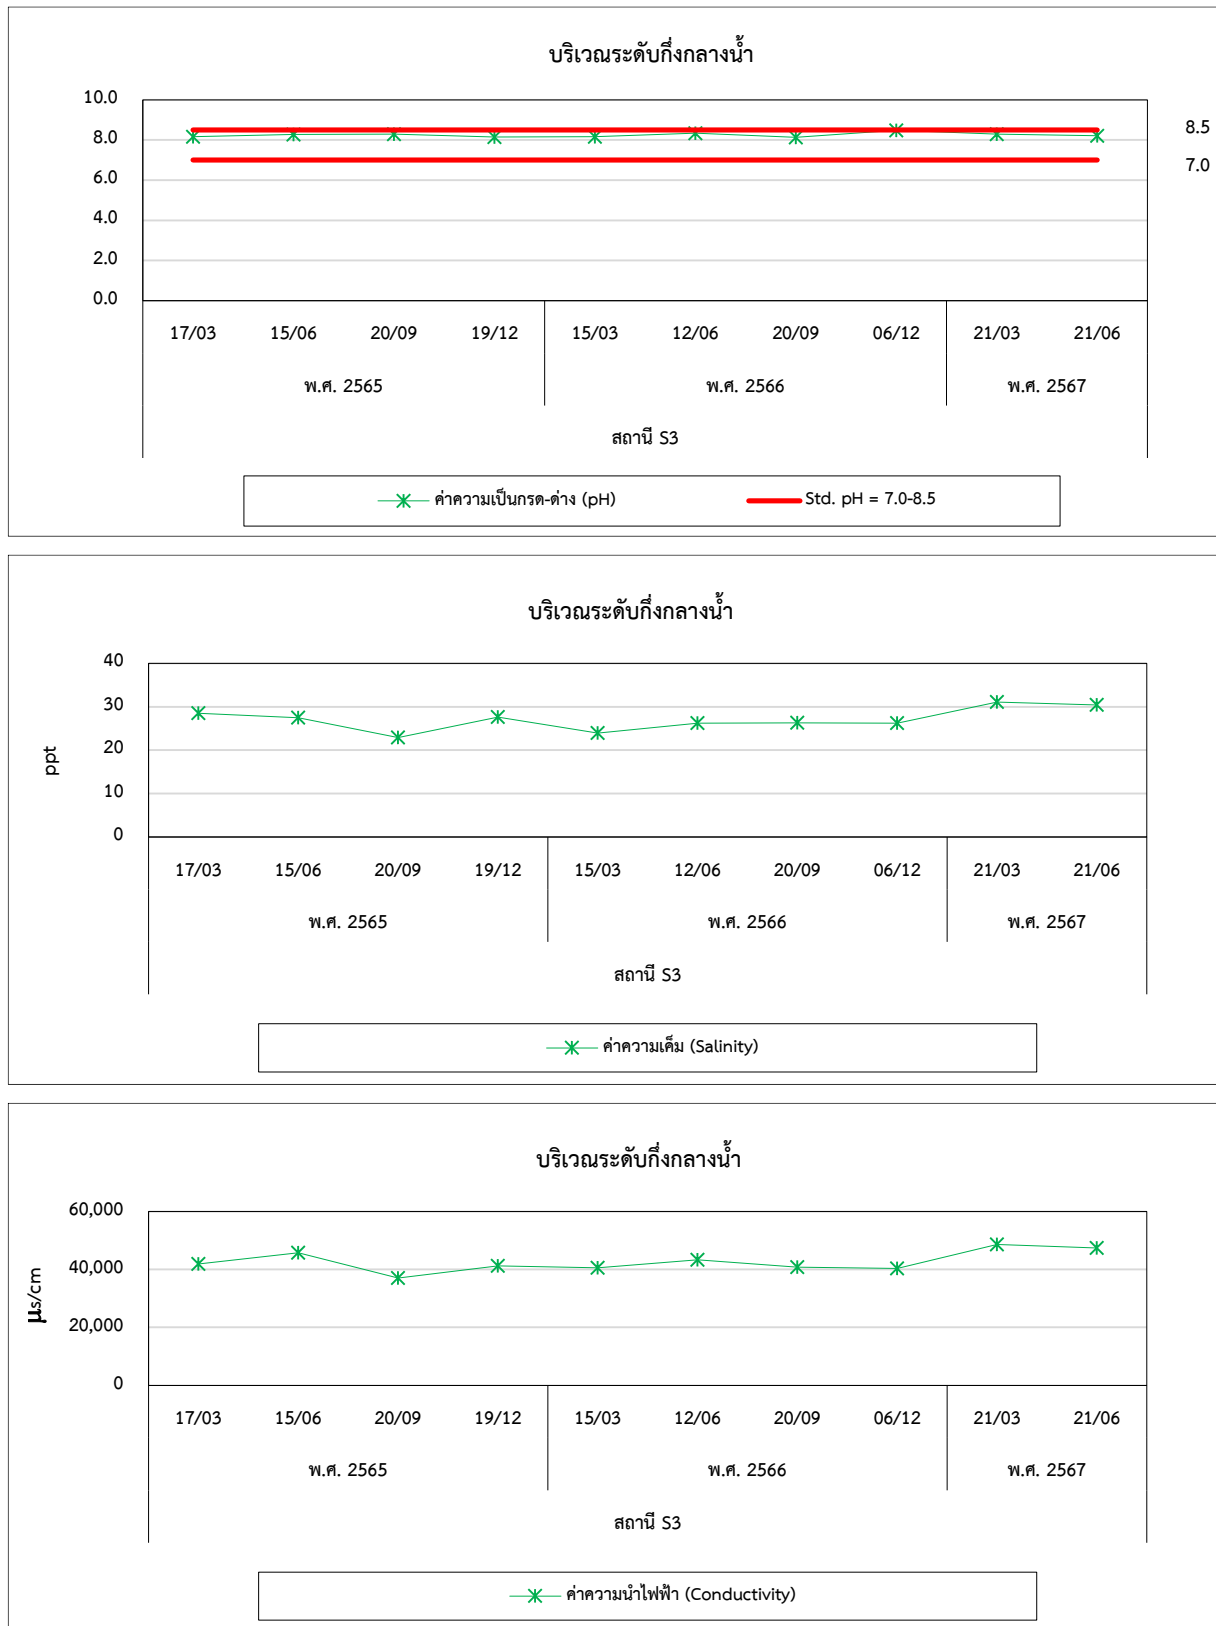 บริเวณระดับกึ่งกลางน้ำ
10.0
8.0
6.0
4.0
2.0
0.0
8.5
7.0
17/03 15/06 20/09 19/12 15/03 12/06 20/09 06/12 21/03 21/06
พ.ศ. 2565 พ.ศ. 2566 พ.ศ. 2567
สถานี S3
ค่าความเป็นกรด-ด่าง (pH) Std. pH = 7.0-8.5
บริเวณระดับกึ่งกลางน้ำ
ppt
40
30
20
10
0
17/03 15/06 20/09 19/12 15/03 12/06 20/09 06/12 21/03 21/06
พ.ศ. 2565 พ.ศ. 2566 พ.ศ. 2567
สถานี S3
ค่าความเค็ม (Salinity)
บริเวณระดับกึ่งกลางน้ำ
µs/cm
60,000
40,000
20,000
0
17/03 15/06 20/09 19/12 15/03 12/06 20/09 06/12 21/03 21/06
พ.ศ. 2565 พ.ศ. 2566 พ.ศ. 2567
สถานี S3
ค่าความนำไฟฟ้า (Conductivity)